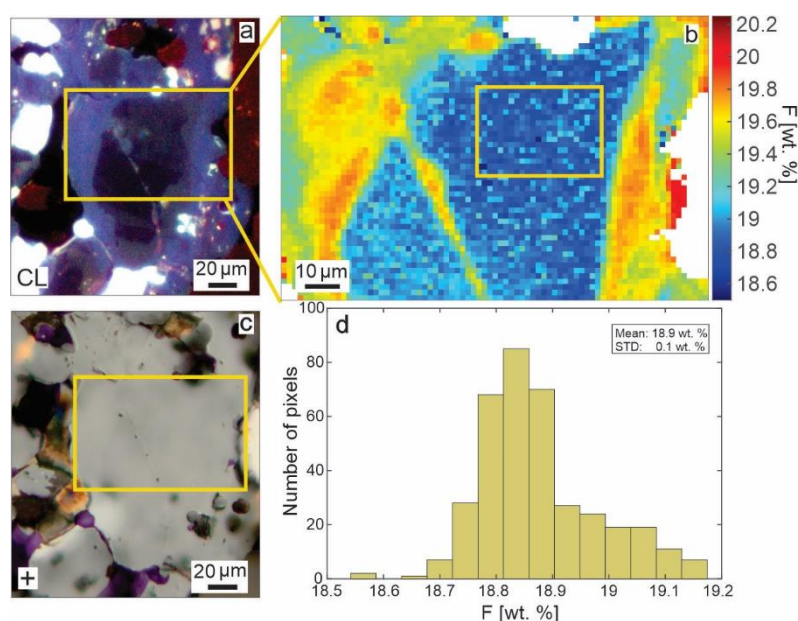 a
CL
20 µm
b
10 µm
20.2
20
19.8
19.6
19.4
19.2
19
18.8
18.6
F [wt. %]
c
+
20 µm
d
Mean: 18.9 wt. %
STD: 0.1 wt. %
100
80
60
40
20
0
Number of pixels
18.5 18.6 18.7 18.8 18.9 19 19.1 19.2
F [wt. %]